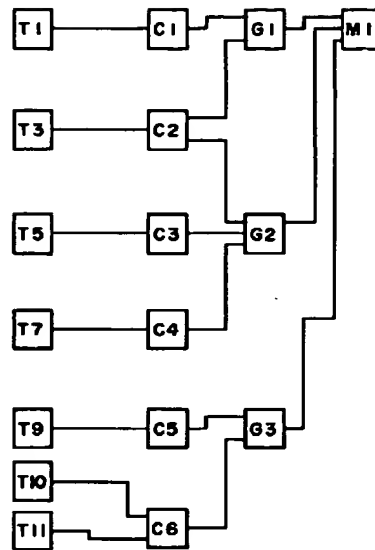 T1 C1 G1 M1
T3 C2
T5 C3 G2
T7 C4
T9 C5 G3
T10
T11 C6